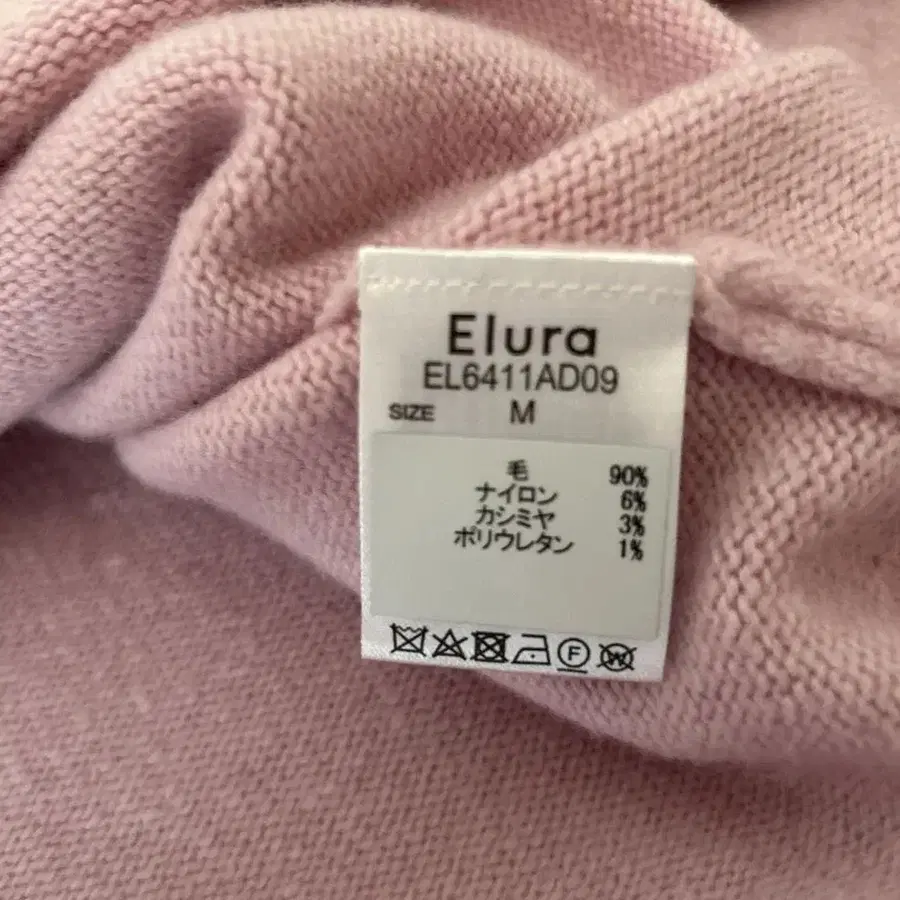 Elura
EL6411AD09
SIZE M
毛 90%
ナイロン 6%
カシミヤ 3%
ポリウレタン 1%
F
W